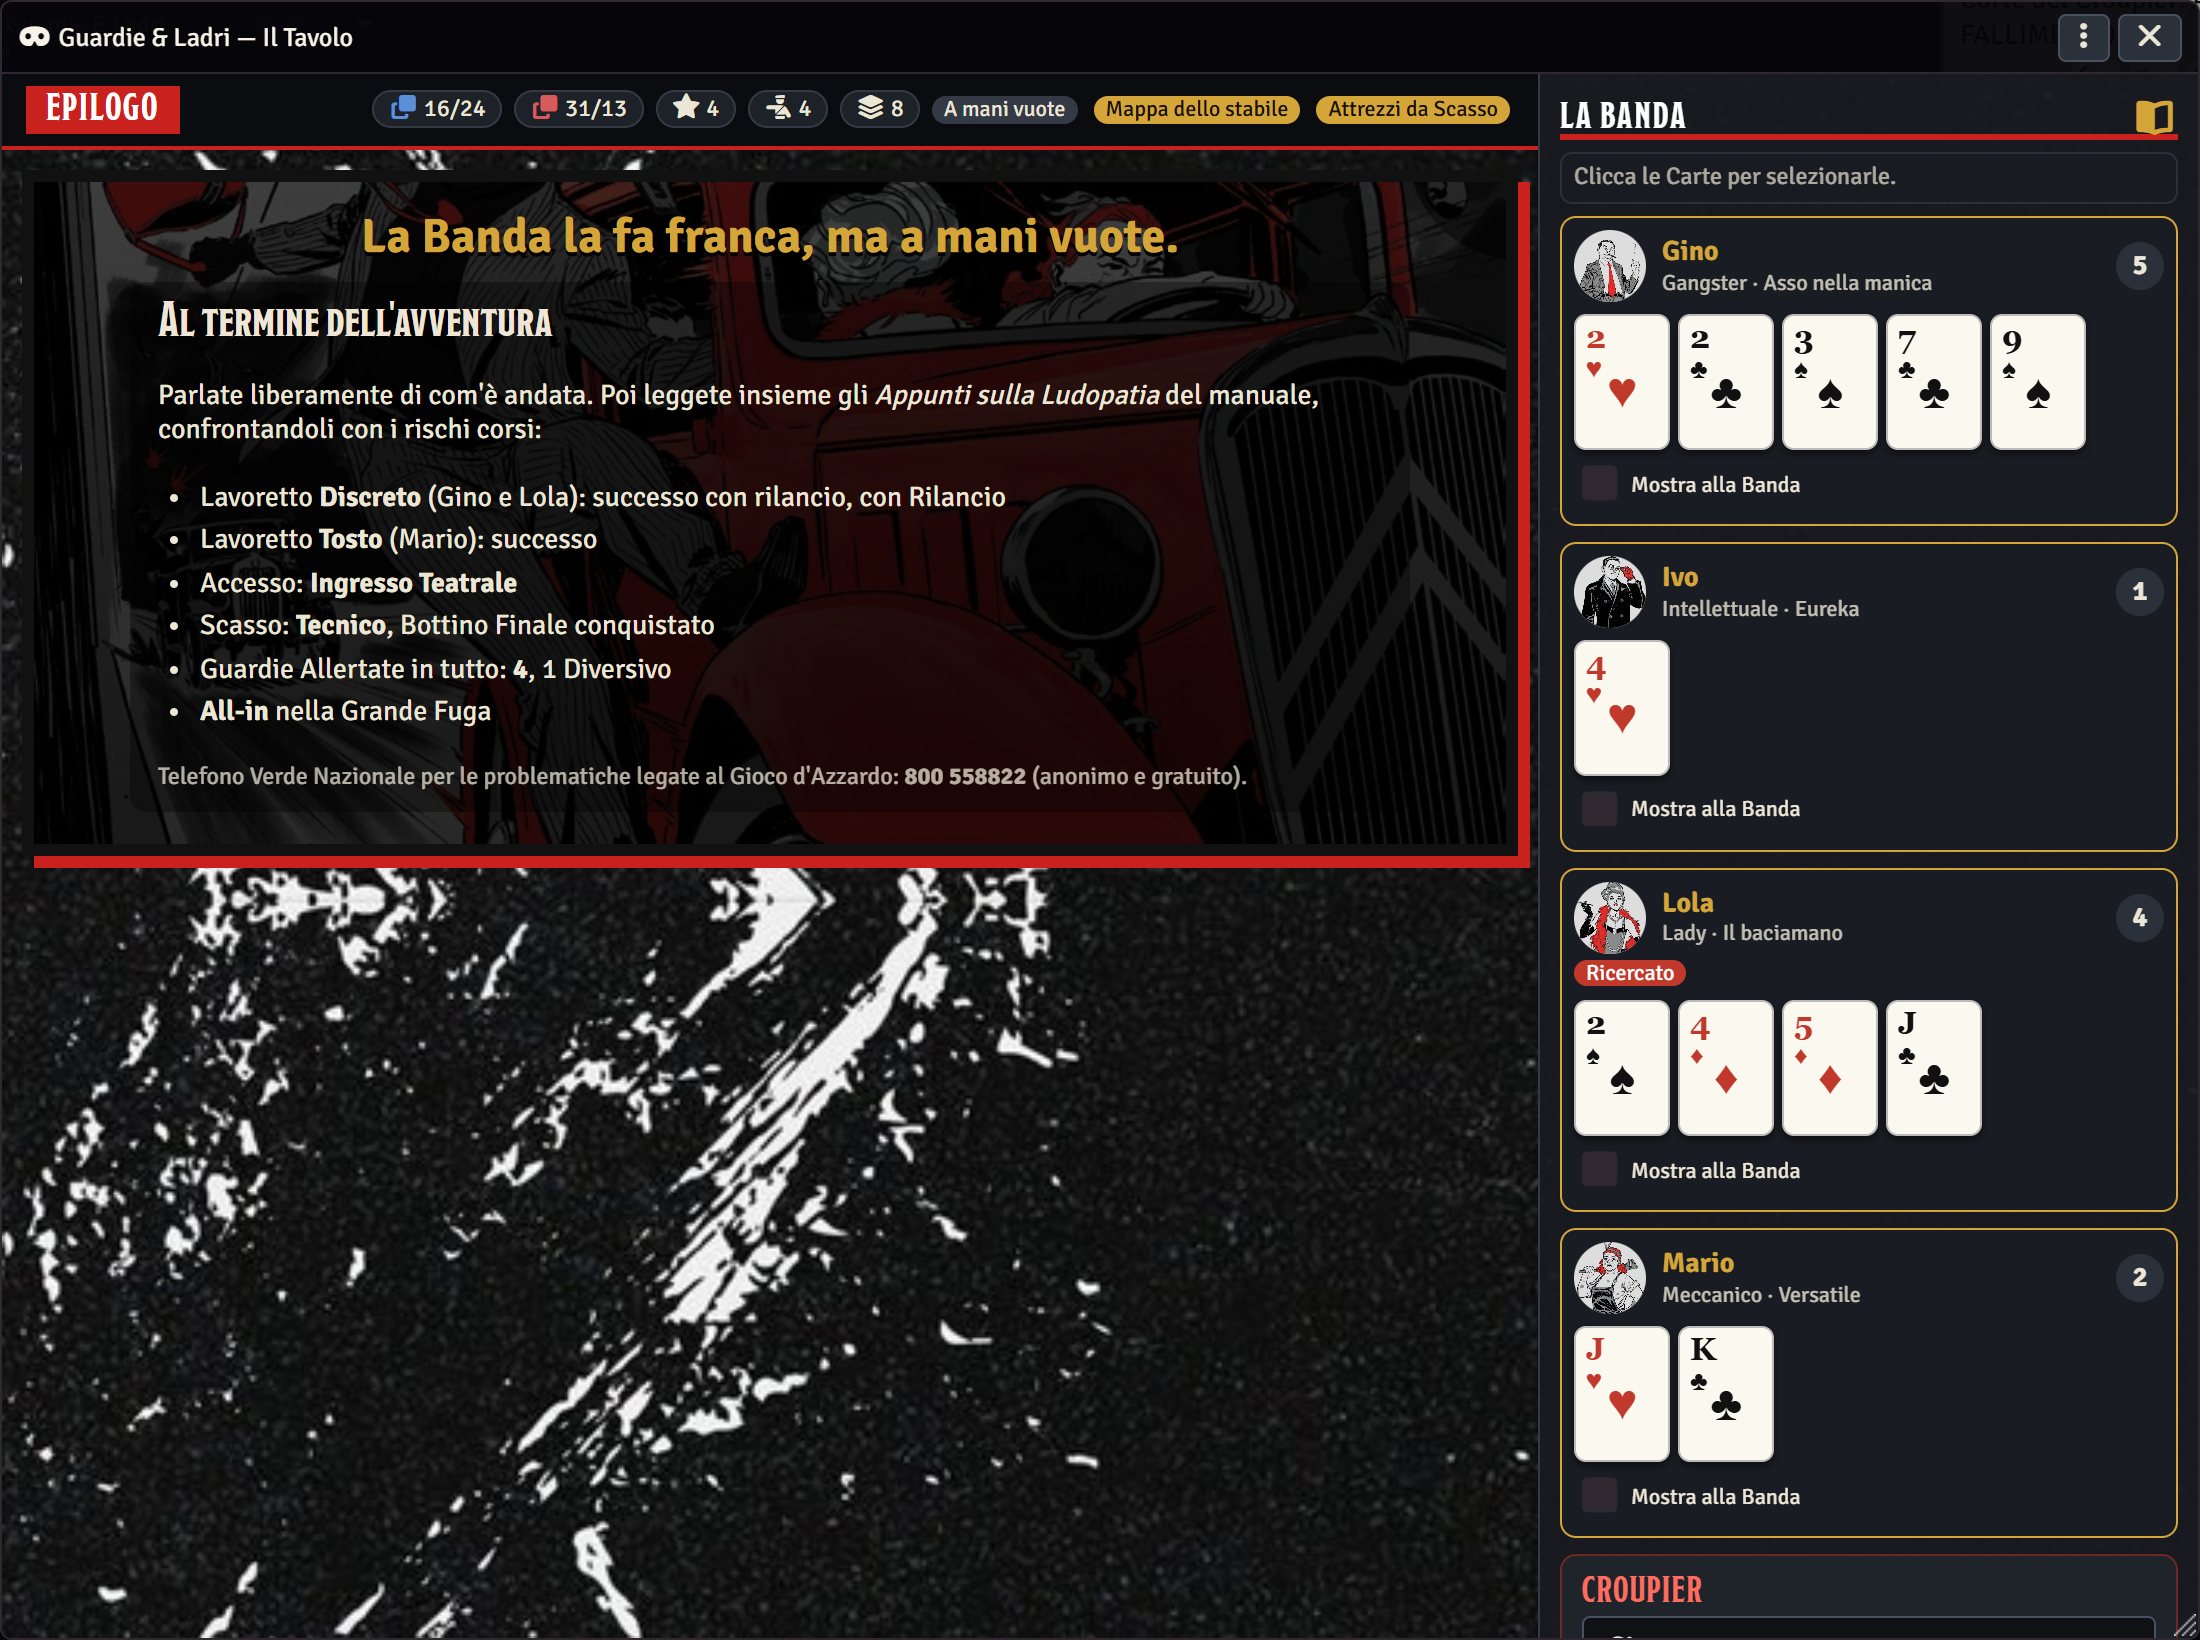 Guardie & Ladri — Il Tavolo
EPILOGO
16/24
31/13
4
4
8
A mani vuote
Mappa dello stabile
Attrezzi da Scasso
La Banda la fa franca, ma a mani vuote.
Al termine dell'avventura
Parlate liberamente di com'è andata. Poi leggete insieme gli Appunti sulla Ludopatia del manuale,
confrontandoli con i rischi corsi:
• Lavoretto Discreto (Gino e Lola): successo con rilancio, con Rilancio
• Lavoretto Tosto (Mario): successo
• Accesso: Ingresso Teatrale
• Scasso: Tecnico, Bottino Finale conquistato
• Guardie Allertate in tutto: 4, 1 Diversivo
• All-in nella Grande Fuga
Telefono Verde Nazionale per le problematiche legate al Gioco d'Azzardo: 800 558822 (anonimo e gratuito).
LA BANDA
Clicca le Carte per selezionarle.
Gino
Gangster · Asso nella manica
5
2 2 3 7 9
Mostra alla Banda
Ivo
Intellettuale · Eureka
1
4
Mostra alla Banda
Lola
Lady · Il baciamano
4
Ricercato
2 4 5 J
Mostra alla Banda
Mario
Meccanico · Versatile
2
J K
Mostra alla Banda
CROUPIER